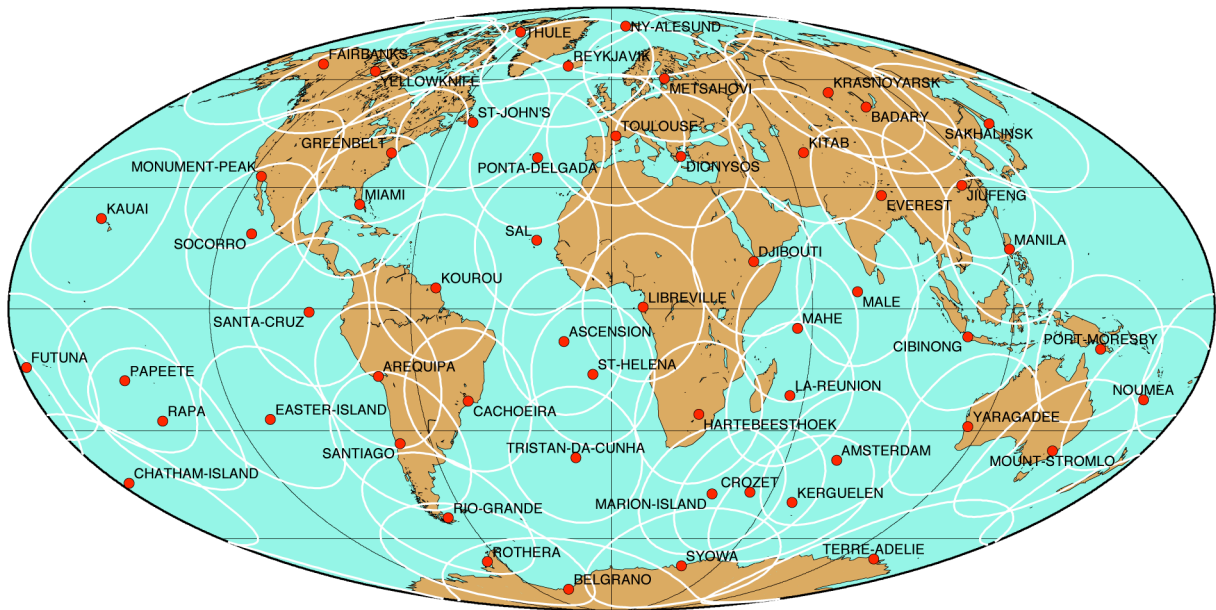 THULE
NY-ALESUND
FAIRBANKS
REYKJAVIK
YELLOWKNIFE
METSAHOVI
KRASNOYARSK
ST-JOHN'S
BADARY
TOULOUSE
SAKHALINSK
GREENBELT
KITAB
MONUMENT-PEAK
PONTA-DELGADA
DIONYSOS
MIAMI
EVEREST
JIUFENG
KAUAI
SOCORRO
SAL
DJIBOUTI
MANILA
KOUROU
LIBREVILLE
MALE
SANTA-CRUZ
ASCENSION
MAHE
CIBINONG
PORT-MORESBY
FUTUNA
PAPEETE
AREQUIPA
ST-HELENA
LA-REUNION
NOUMEA
RAPA
EASTER-ISLAND
CACHOEIRA
HARTEBEESTHOEK
YARAGADEE
SANTIAGO
TRISTAN-DA-CUNHA
AMSTERDAM
MOUNT-STROMLO
CHATHAM-ISLAND
CROZET
MARION-ISLAND
KERGUELEN
RIO-GRANDE
ROTHERA
SYOWA
TERRE-ADELIE
BELGRANO